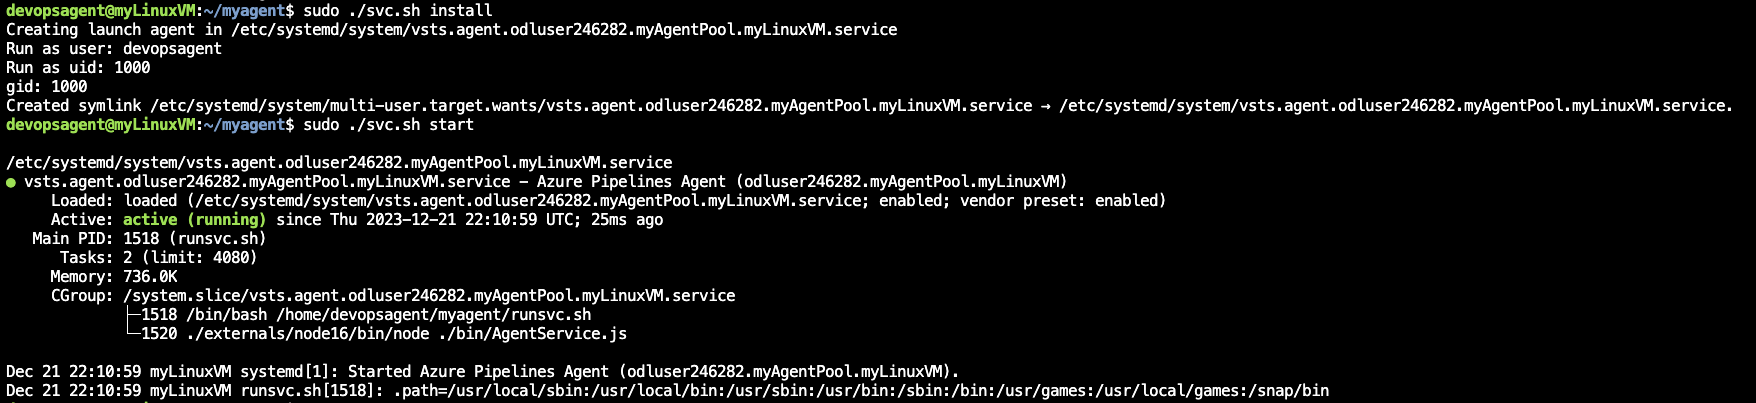 devopsagent@myLinuxVM:~/myagent$ sudo ./svc.sh install
Creating launch agent in /etc/systemd/system/vsts.agent.odluser246282.myAgentPool.myLinuxVM.service
Run as user: devopsagent
Run as uid: 1000
gid: 1000
Created symlink /etc/systemd/system/multi-user.target.wants/vsts.agent.odluser246282.myAgentPool.myLinuxVM.service → /etc/systemd/system/vsts.agent.odluser246282.myAgentPool.myLinuxVM.service.
devopsagent@myLinuxVM:~/myagent$ sudo ./svc.sh start
/etc/systemd/system/vsts.agent.odluser246282.myAgentPool.myLinuxVM.service
● vsts.agent.odluser246282.myAgentPool.myLinuxVM.service - Azure Pipelines Agent (odluser246282.myAgentPool.myLinuxVM)
Loaded: loaded (/etc/systemd/system/vsts.agent.odluser246282.myAgentPool.myLinuxVM.service; enabled; vendor preset: enabled)
Active: active (running) since Thu 2023-12-21 22:10:59 UTC; 25ms ago
Main PID: 1518 (runsvc.sh)
Tasks: 2 (limit: 4080)
Memory: 736.0K
CGroup: /system.slice/vsts.agent.odluser246282.myAgentPool.myLinuxVM.service
├─1518 /bin/bash /home/devopsagent/myagent/runsvc.sh
└─1520 ./externals/node16/bin/node ./bin/AgentService.js
Dec 21 22:10:59 myLinuxVM systemd[1]: Started Azure Pipelines Agent (odluser246282.myAgentPool.myLinuxVM).
Dec 21 22:10:59 myLinuxVM runsvc.sh[1518]: .path=/usr/local/sbin:/usr/local/bin:/usr/sbin:/usr/bin:/sbin:/bin:/usr/games:/usr/local/games:/snap/bin